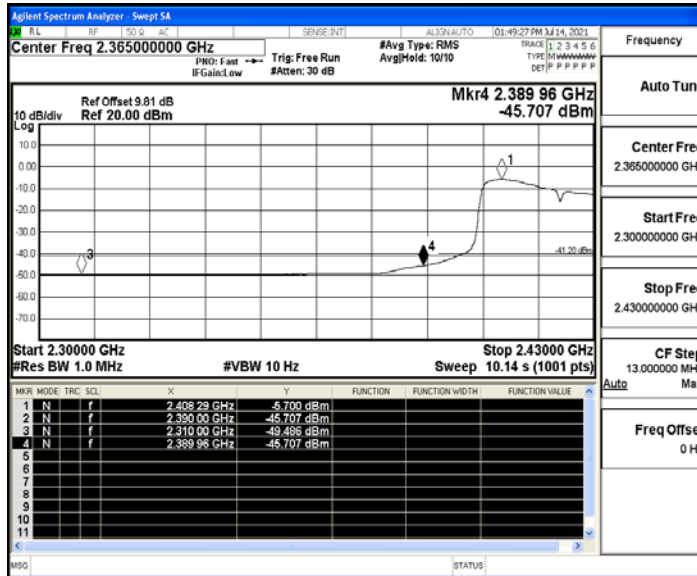 Agilent Spectrum Analyzer - Swept SA
RL RF 50 Ω AC SENSE:INT ALIGNAUTO 01:49:27 PM Jul 14, 2021
Center Freq 2.365000000 GHz
PNO: Fast
IFGain:Low
Trig: Free Run
#Atten: 30 dB
#Avg Type: RMS
Avg|Hold: 10/10
TRACE 1 2 3 4 5 6
TYPE M WWWWW
DET P P P P P P
Frequency
Auto Tun
Center Fre
2.365000000 GH
Start Fre
2.300000000 GH
Stop Fre
2.430000000 GH
CF Step
13.000000 MH
Auto Ma
Freq Offse
0 H
Mkr4 2.389 96 GHz
-45.707 dBm
Ref Offset 9.81 dB
10 dB/div Ref 20.00 dBm
Log
10.0
0.00
-10.0
-20.0
-30.0
-40.0
-50.0
-60.0
-70.0
1
3
4
-41.20 dBm
Start 2.30000 GHz Stop 2.43000 GHz
#Res BW 1.0 MHz #VBW 10 Hz Sweep 10.14 s (1001 pts)
MKR MODE TRC SCL X Y FUNCTION FUNCTION WIDTH FUNCTION VALUE
1 N f 2.408 29 GHz -5.700 dBm
2 N f 2.390 00 GHz -45.707 dBm
3 N f 2.310 00 GHz -49.486 dBm
4 N f 2.389 96 GHz -45.707 dBm
5
6
7
8
9
10
11
MSG STATUS